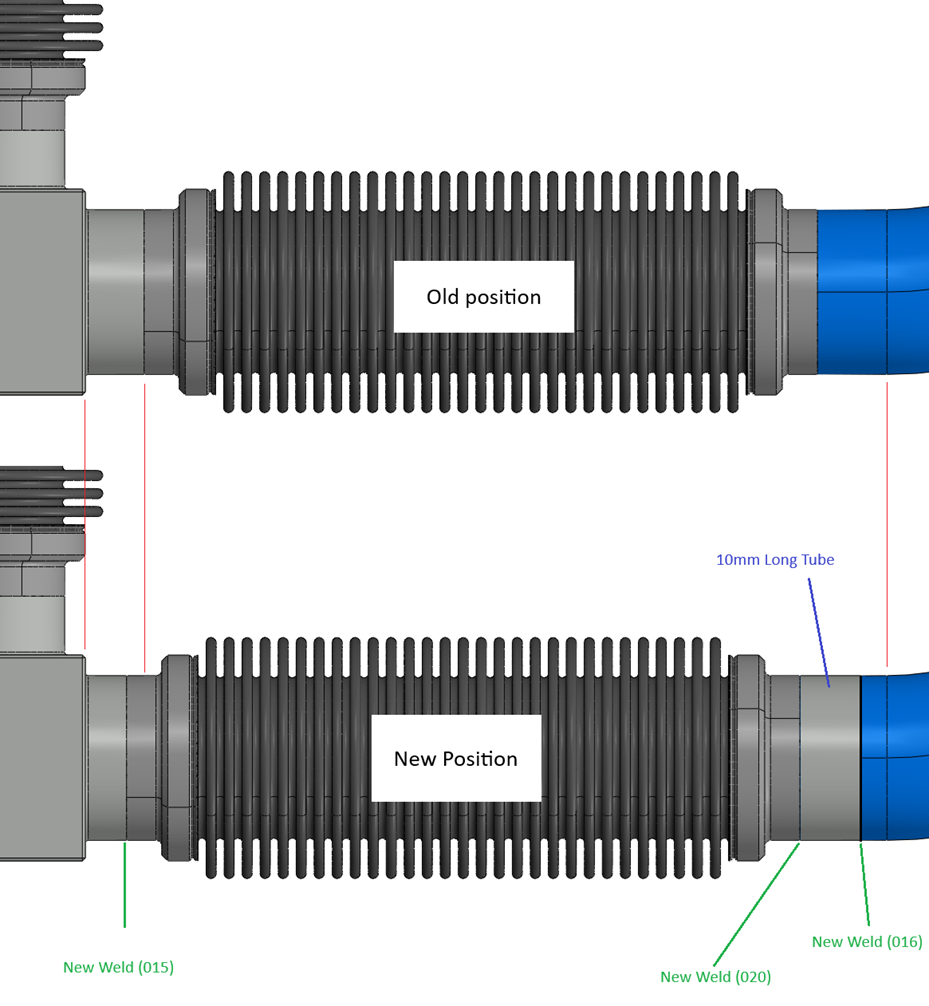 Old position
10mm Long Tube
New Position
New Weld (016)
New Weld (015)
New Weld (020)